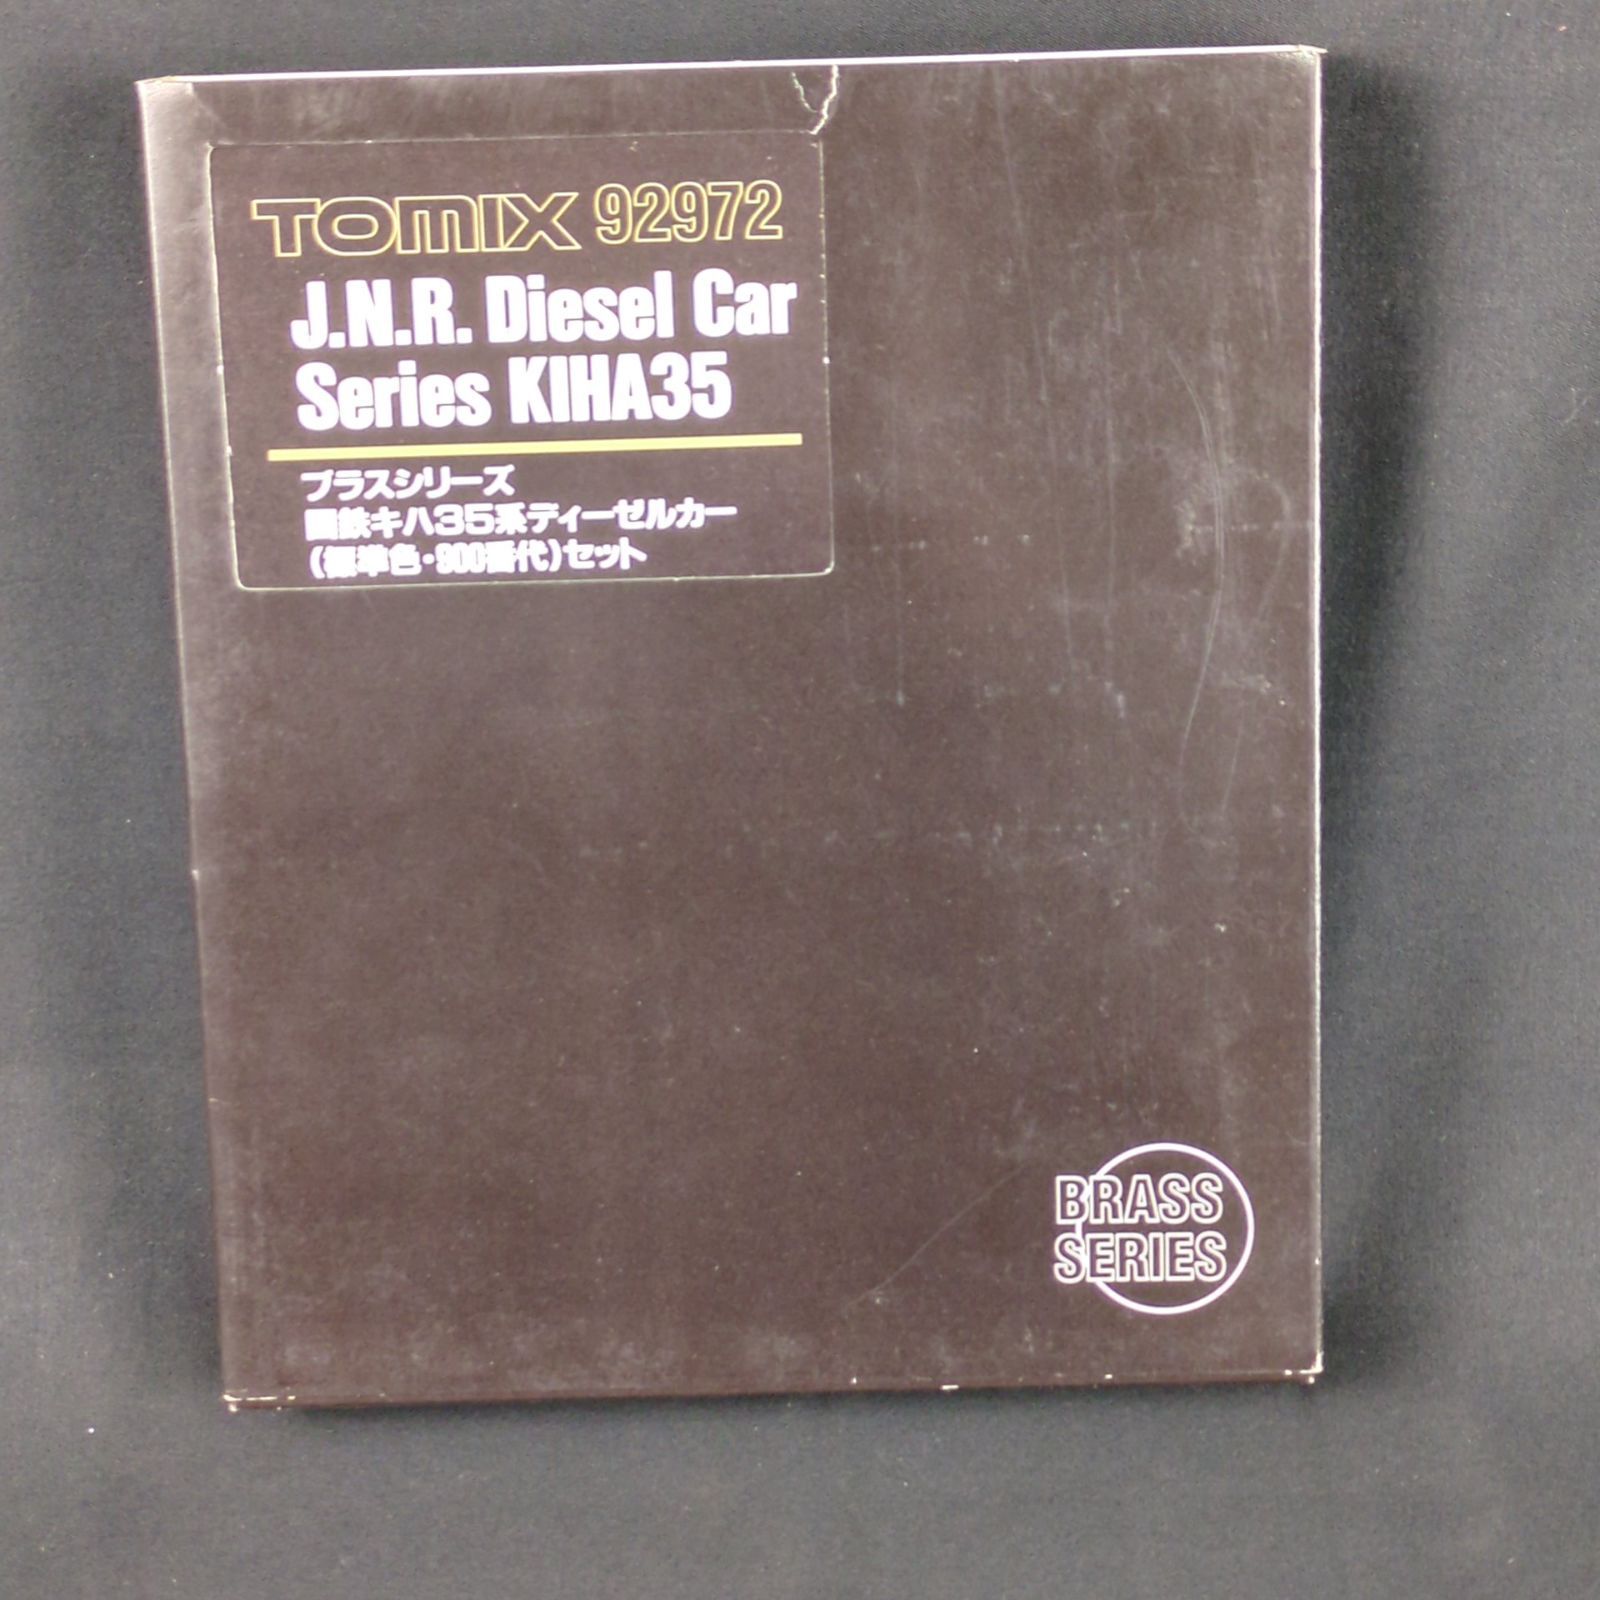 TOMIX 92972
J.N.R. Diesel Car
Series KIHA35
ブラスシリーズ
国鉄キハ35系ディーゼルカー
(標準色・900番代)セット
BRASS
SERIES